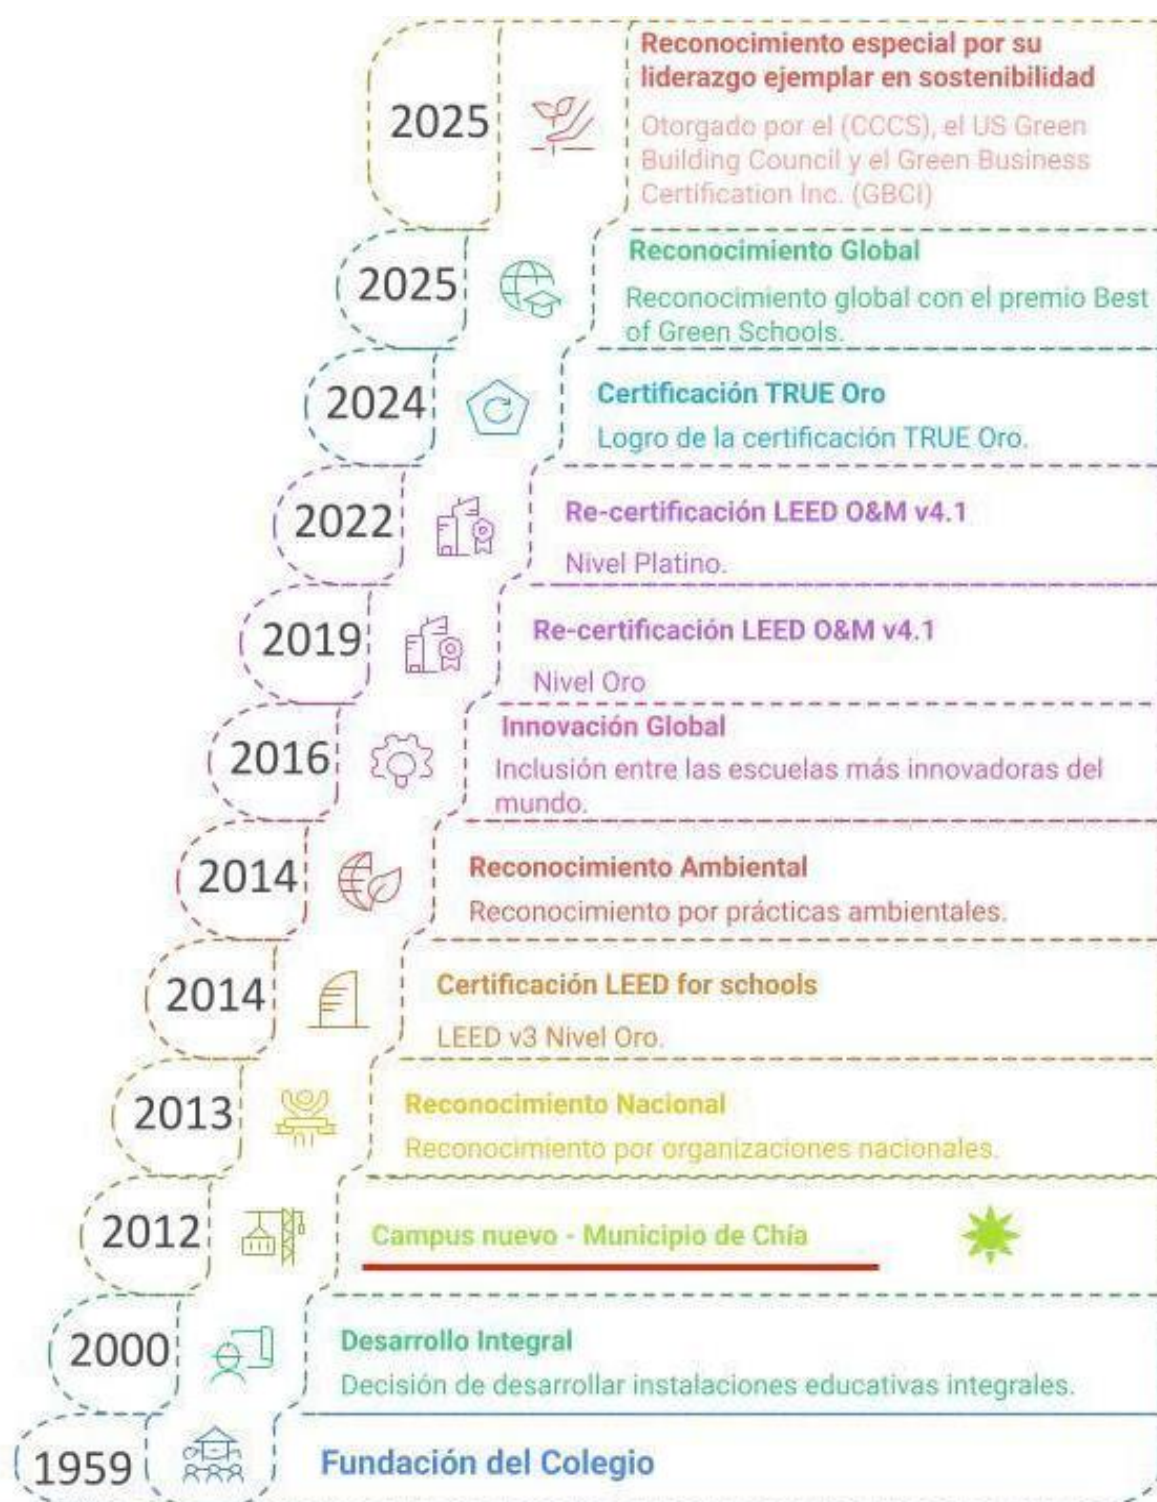 2025
Reconocimiento especial por su
liderazgo ejemplar en sostenibilidad
Otorgado por el (CCCS), el US Green
Building Council y el Green Business
Certification Inc. (GBCI)
2025
Reconocimiento Global
Reconocimiento global con el premio Best
of Green Schools.
2024
Certificación TRUE Oro
Logro de la certificación TRUE Oro.
2022
Re-certificación LEED O&M v4.1
Nivel Platino.
2019
Re-certificación LEED O&M v4.1
Nivel Oro
2016
Innovación Global
Inclusión entre las escuelas más innovadoras del
mundo.
2014
Reconocimiento Ambiental
Reconocimiento por prácticas ambientales.
2014
Certificación LEED for schools
LEED v3 Nivel Oro.
2013
Reconocimiento Nacional
Reconocimiento por organizaciones nacionales.
2012
Campus nuevo - Municipio de Chía
2000
Desarrollo Integral
Decisión de desarrollar instalaciones educativas integrales.
1959
Fundación del Colegio